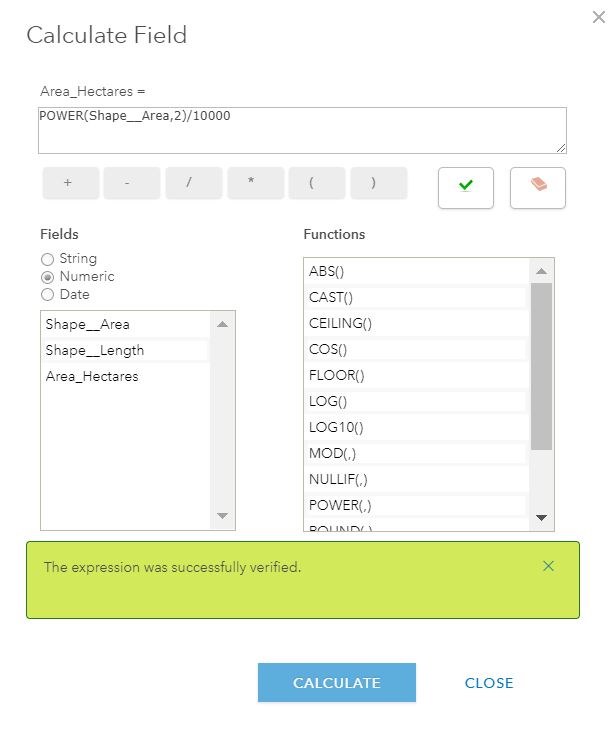 Calculate Field
Area_Hectares =
POWER(Shape__Area,2)/10000
+ - / * ( )
Fields
String
Numeric
Date
Shape__Area
Shape__Length
Area_Hectares
Functions
ABS()
CAST()
CEILING()
COS()
FLOOR()
LOG()
LOG10()
MOD(,)
NULLIF(,)
POWER(,)
ROUND(,)
The expression was successfully verified.
CALCULATE CLOSE